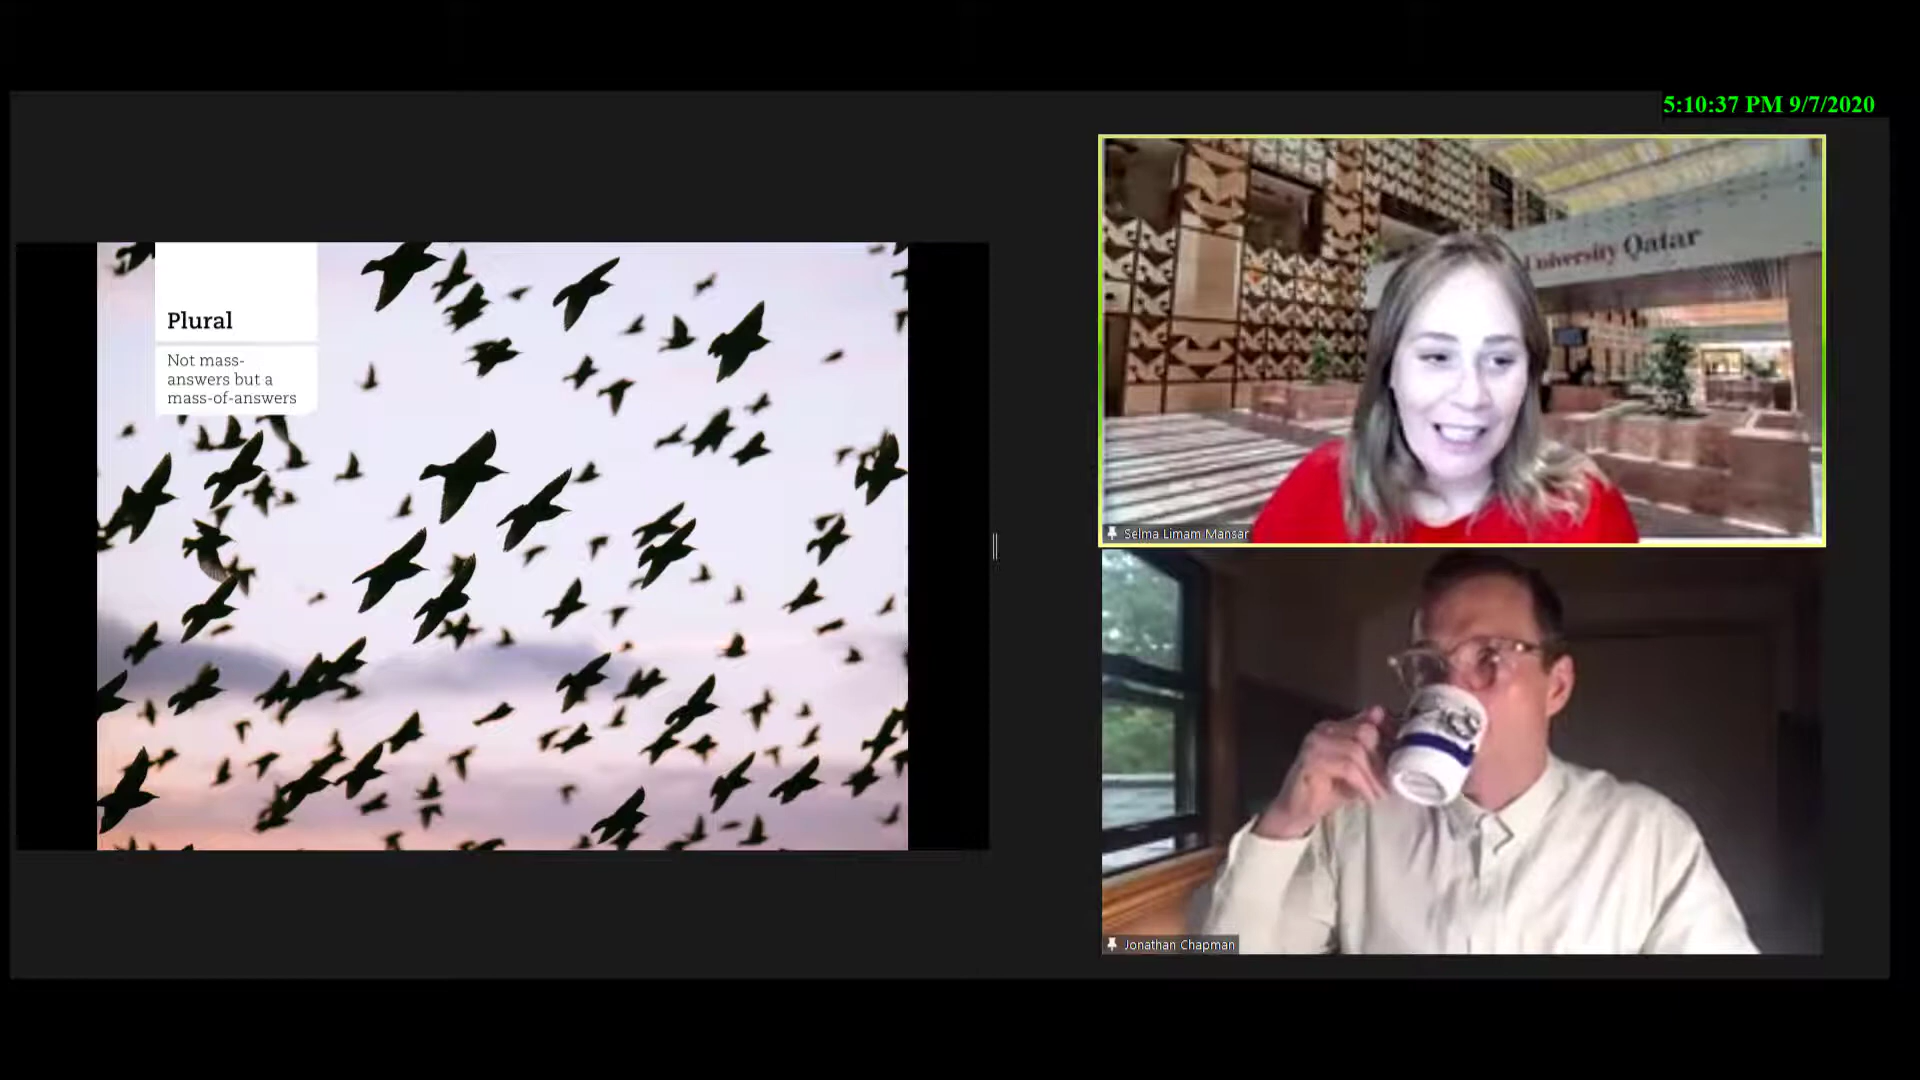 5:10:37 PM 9/7/2020
Plural
Not mass-
answers but a
mass-of-answers
University Qatar
Selma Limam Mansar
Jonathan Chapman